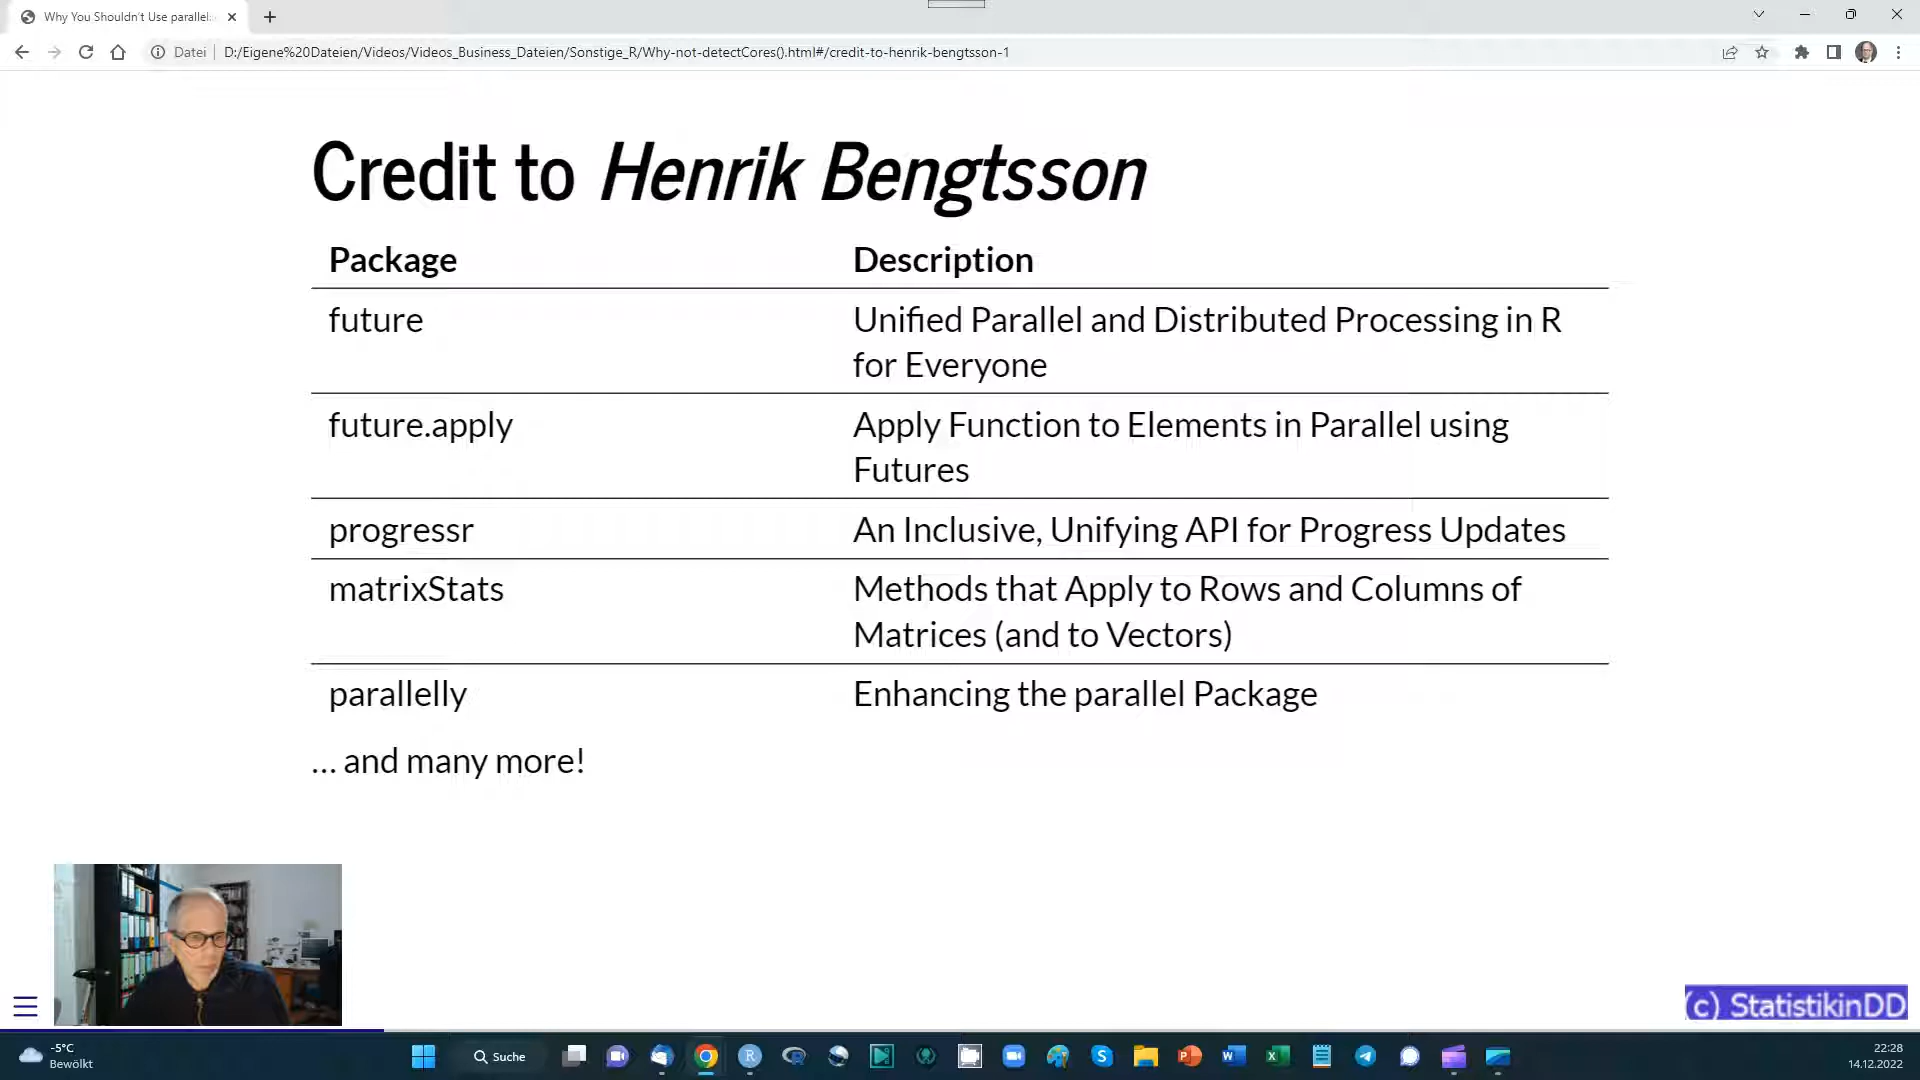 Why You Shouldn't Use parallel:
Datei
D:/Eigene%20Dateien/Videos/Videos_Business_Dateien/Sonstige_R/Why-not-detectCores().html#/credit-to-henrik-bengtsson-1
Credit to Henrik Bengtsson
Package Description
future Unified Parallel and Distributed Processing in R
for Everyone
future.apply Apply Function to Elements in Parallel using
Futures
progressr An Inclusive, Unifying API for Progress Updates
matrixStats Methods that Apply to Rows and Columns of
Matrices (and to Vectors)
parallelly Enhancing the parallel Package
... and many more!
(c) StatistikinDD
-5°C
Bewölkt
Suche
22:28
14.12.2022